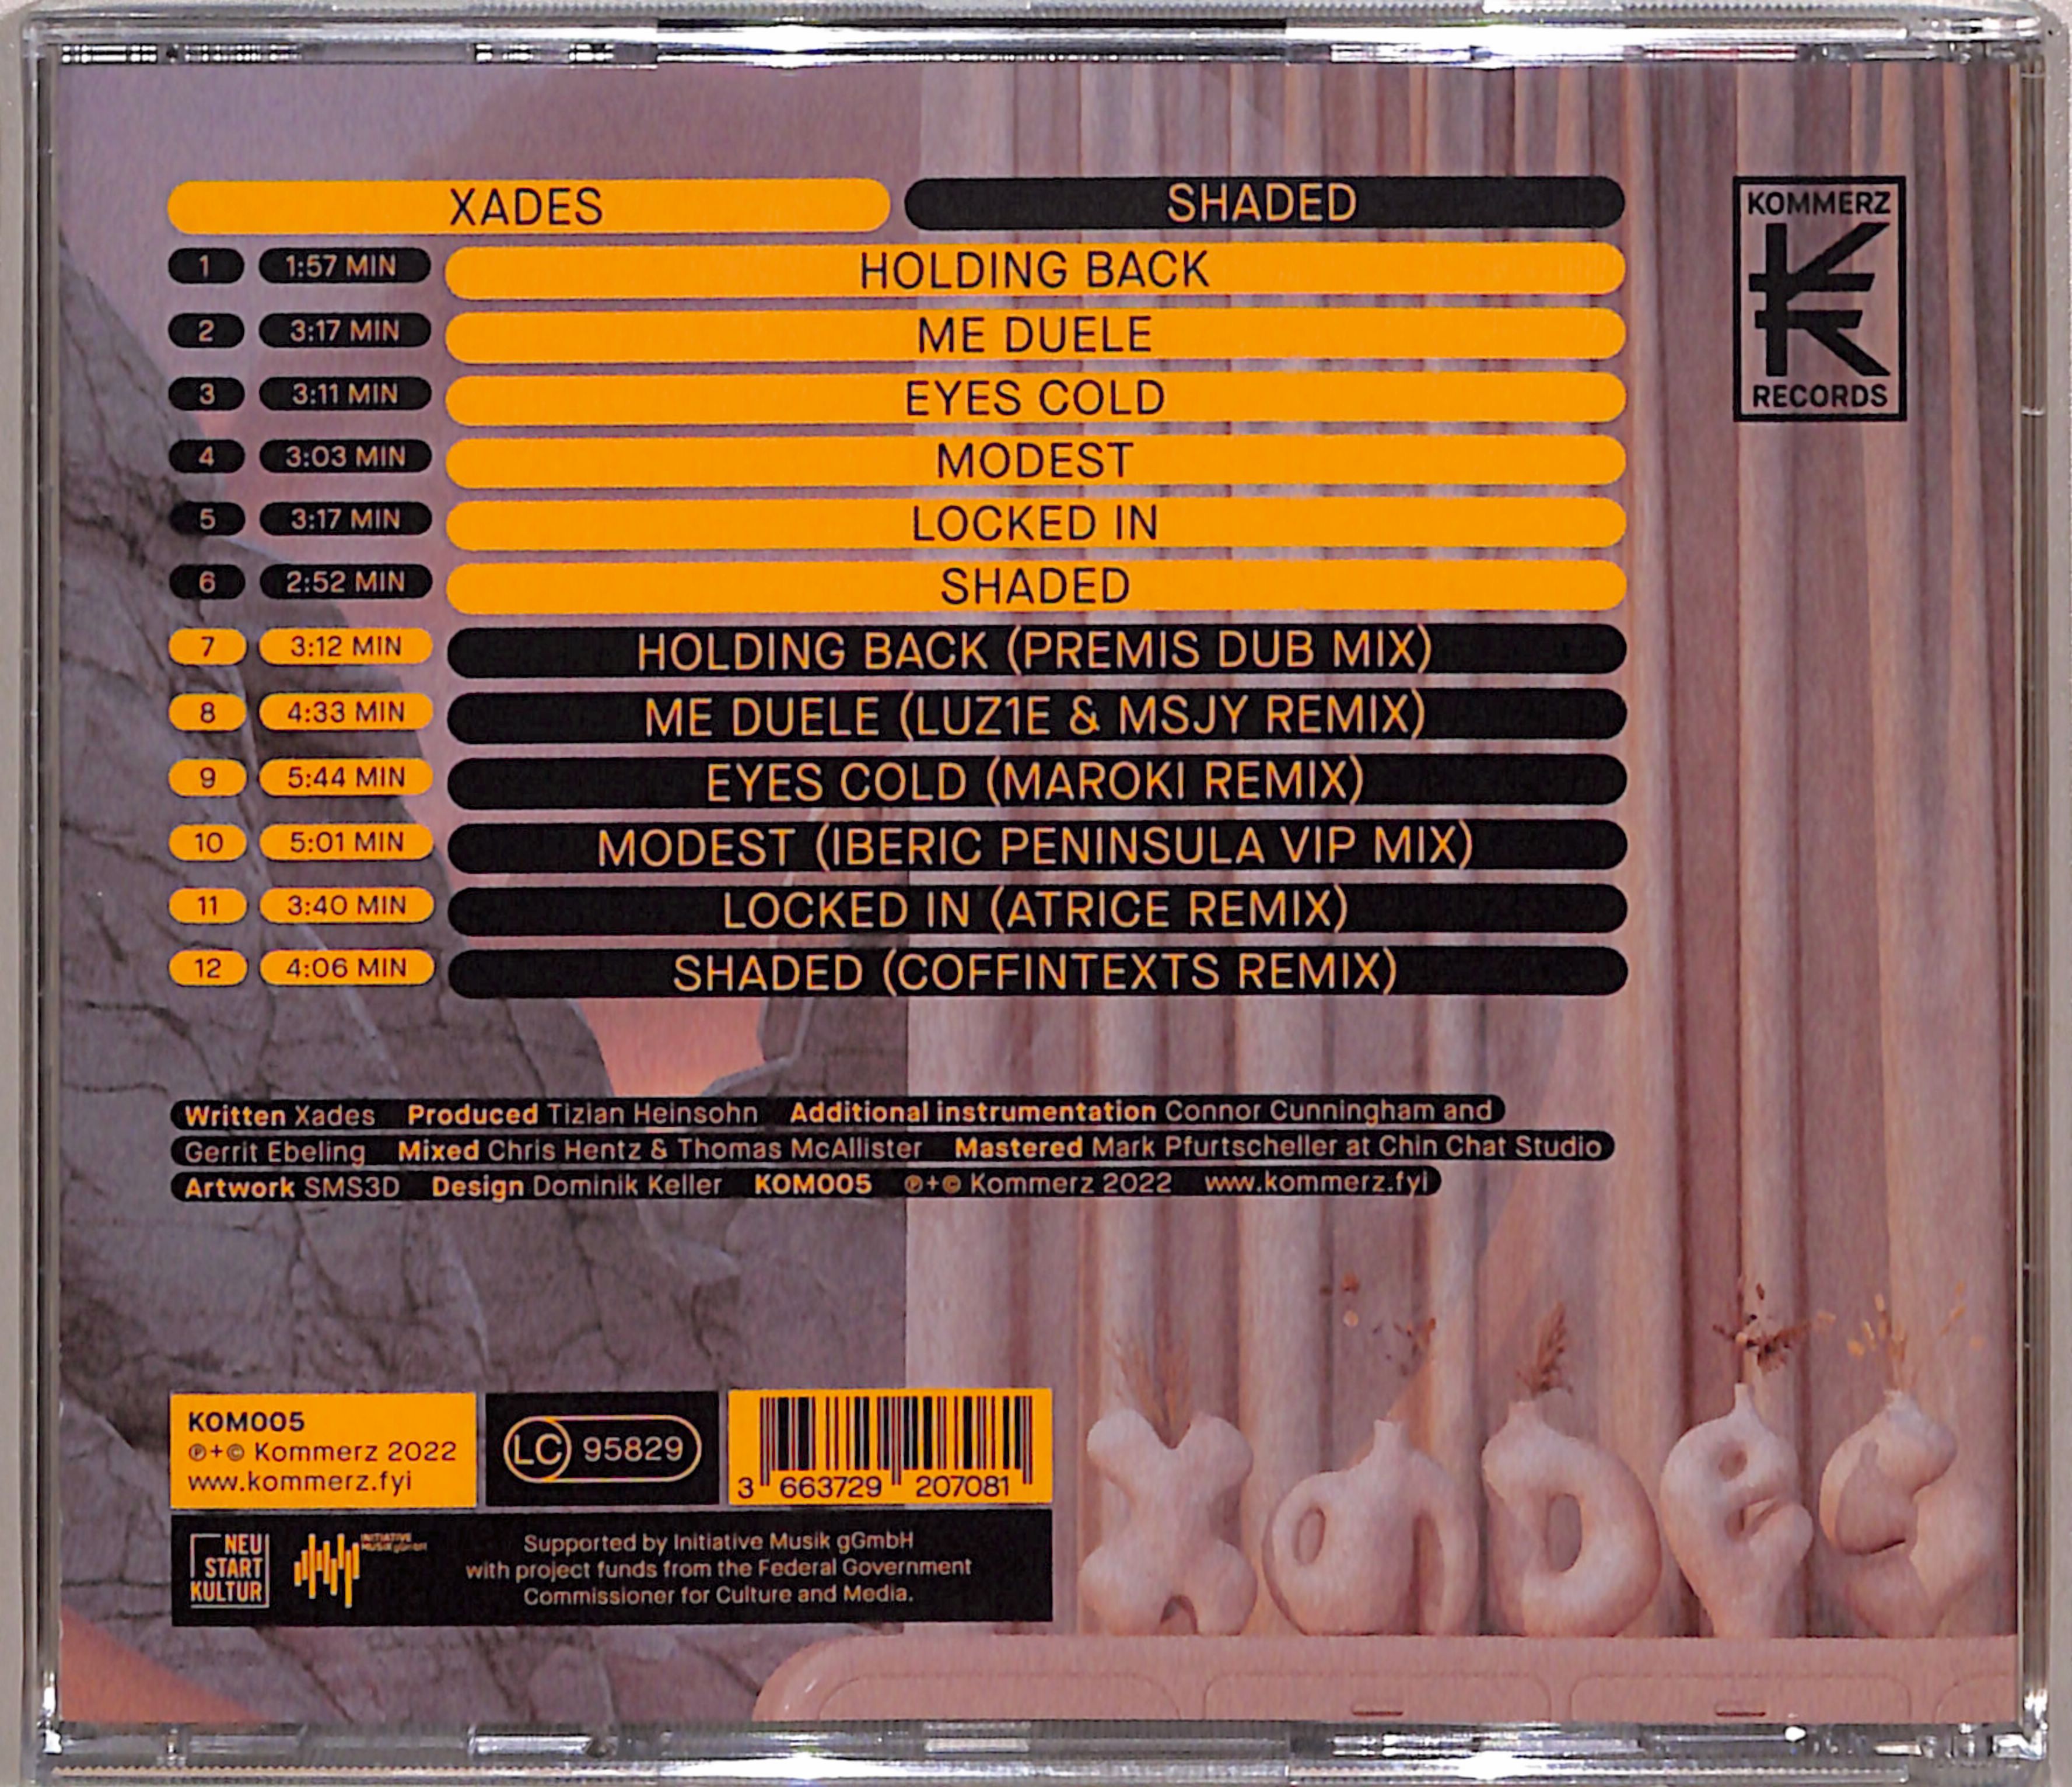 XADES SHADED
KOMMERZ
RECORDS
1 1:57 MIN HOLDING BACK
2 3:17 MIN ME DUELE
3 3:11 MIN EYES COLD
4 3:03 MIN MODEST
5 3:17 MIN LOCKED IN
6 2:52 MIN SHADED
7 3:12 MIN HOLDING BACK (PREMIS DUB MIX)
8 4:33 MIN ME DUELE (LUZ1E & MSJY REMIX)
9 5:44 MIN EYES COLD (MAROKI REMIX)
10 5:01 MIN MODEST (IBERIC PENINSULA VIP MIX)
11 3:40 MIN LOCKED IN (ATRICE REMIX)
12 4:06 MIN SHADED (COFFINTEXTS REMIX)
Written Xades Produced Tizian Heinsohn Additional instrumentation Connor Cunningham and
Gerrit Ebeling Mixed Chris Hentz & Thomas McAllister Mastered Mark Pfurtscheller at Chin Chat Studio
Artwork SMS3D Design Dominik Keller KOM005 ℗+© Kommerz 2022 www.kommerz.fyi
KOM005
℗+© Kommerz 2022
www.kommerz.fyi
LC 95829
3 663729 207081
XADES
NEU
START
KULTUR
INITIATIVE
MUSIK gGmbH
Supported by Initiative Musik gGmbH
with project funds from the Federal Government
Commissioner for Culture and Media.